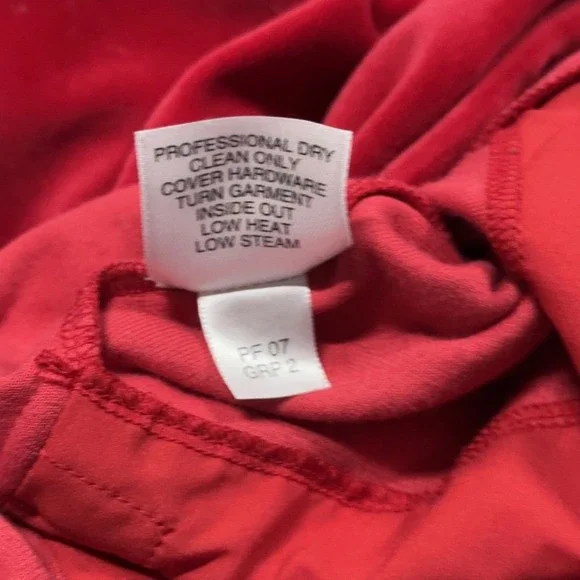 PROFESSIONAL DRY
CLEAN ONLY
COVER HARDWARE
TURN GARMENT
INSIDE OUT
LOW HEAT
LOW STEAM
PF 07
GRP 2